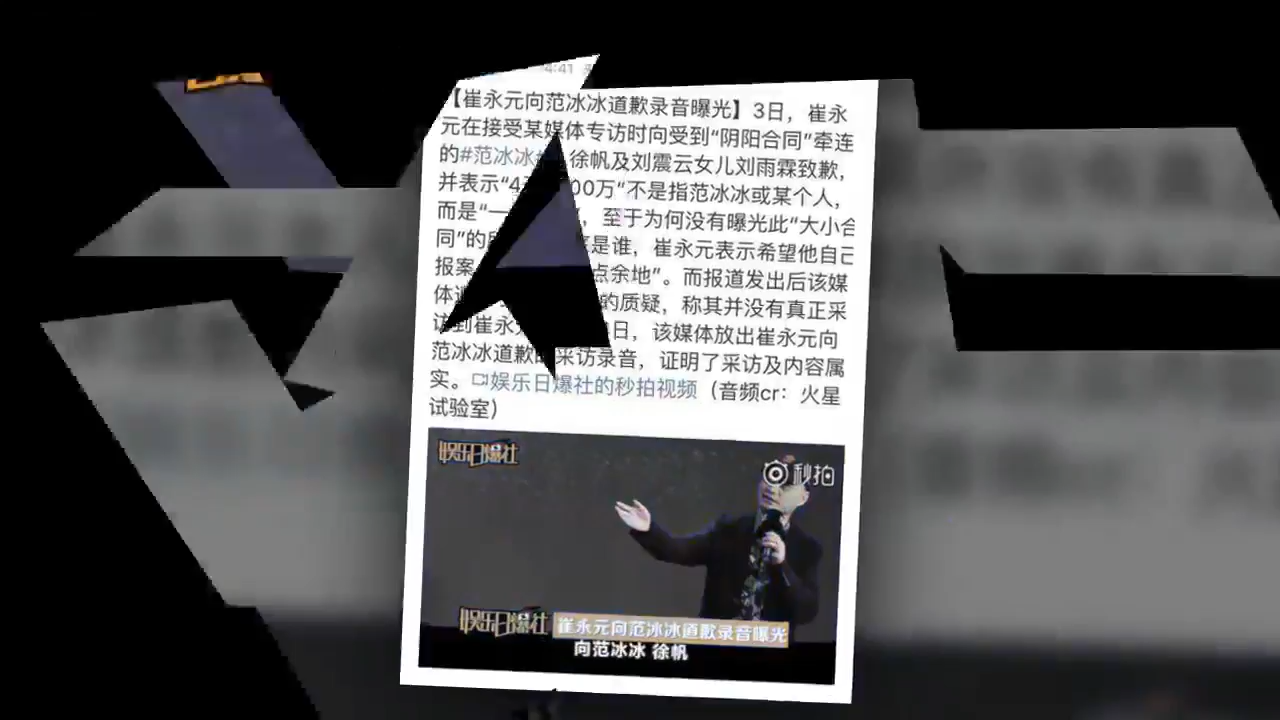 4:41
【崔永元向范冰冰道歉录音曝光】3日，崔永
元在接受某媒体专访时向受到“阴阳合同”牵连
的#范冰冰 徐帆及刘震云女儿刘雨霖致歉，
并表示“4 00万“不是指范冰冰或某个人，
而是“一 ，至于为何没有曝光此“大小合
同”的 是谁，崔永元表示希望他自己
报案 点余地”。而报道发出后该媒
体 的质疑，称其并没有真正采
访到崔永 日，该媒体放出崔永元向
范冰冰道歉 采访录音，证明了采访及内容属
实。娱乐日爆社的秒拍视频（音频cr：火星
试验室）
娱乐日爆社
秒拍
娱乐日爆社 崔永元向范冰冰道歉录音曝光
向范冰冰 徐帆